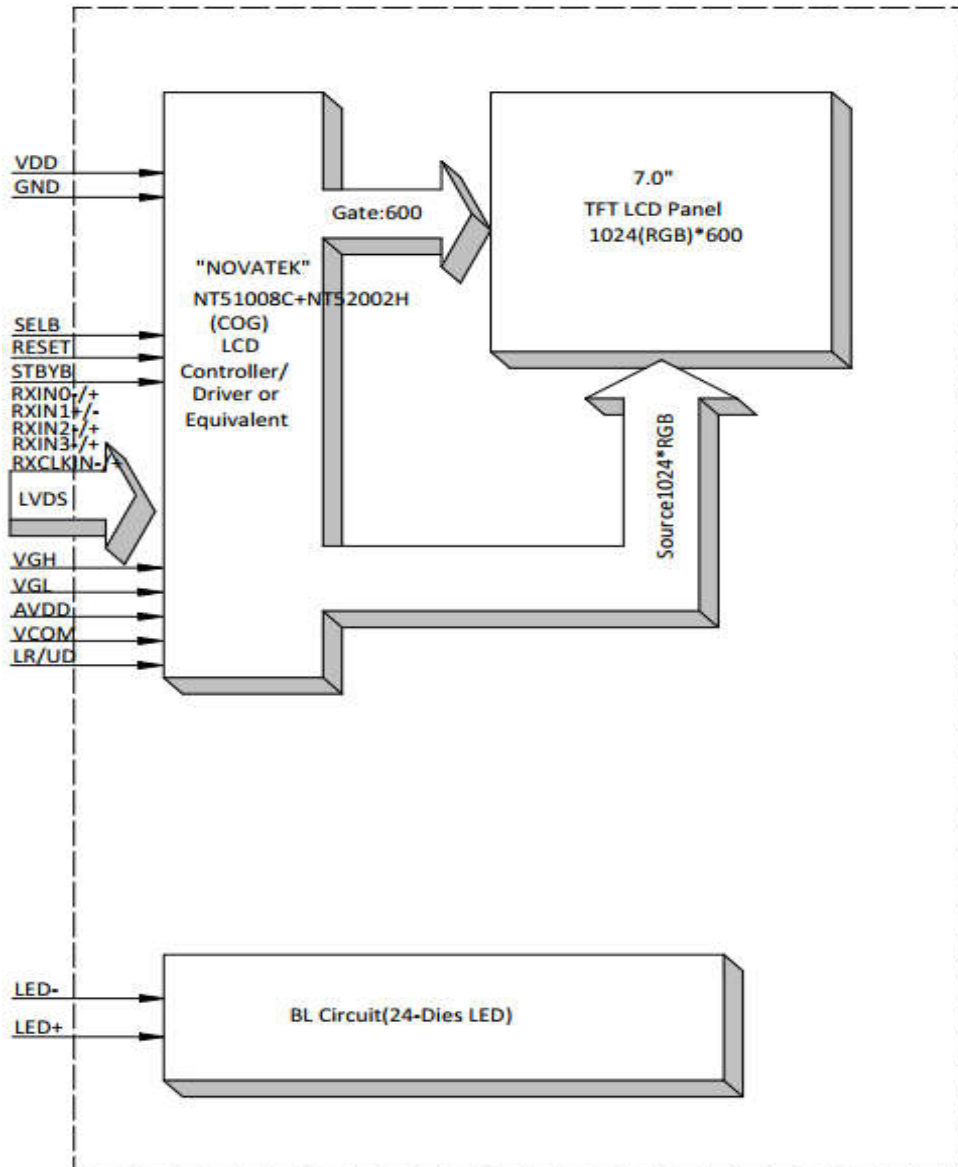 VDD
GND
SELB
RESET
STBYB
RXIN0-/+
RXIN1+/-
RXIN2-/+
RXIN3-/+
RXCLKIN-/+
LVDS
VGH
VGL
AVDD
VCOM
LR/UD
"NOVATEK"
NT51008C+NT52002H
(COG)
LCD
Controller/
Driver or
Equivalent
Gate:600
7.0"
TFT LCD Panel
1024(RGB)*600
Source1024*RGB
LED-
LED+
BL Circuit(24-Dies LED)